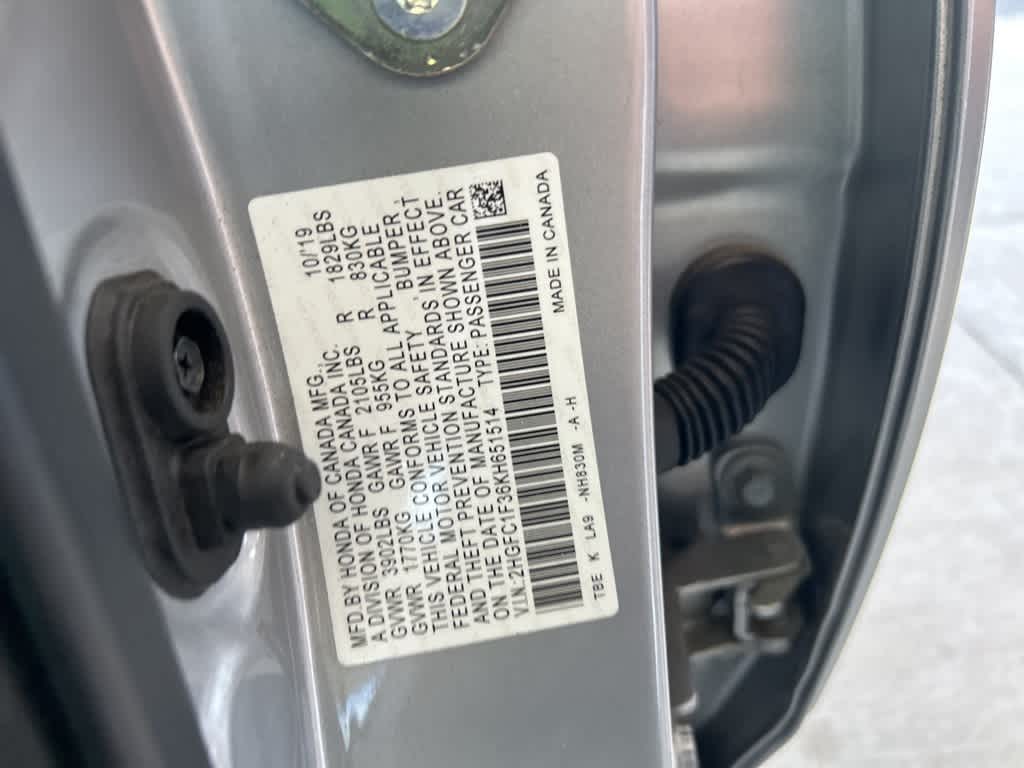 MFD.BY HONDA OF CANADA MFG., 10/19
A DIVISION OF HONDA CANADA INC.
GVWR 3902LBS GAWR F 2105LBS R 1829LBS
GVWR 1770KG GAWR F 955KG R 830KG
THIS VEHICLE CONFORMS TO ALL APPLICABLE
FEDERAL MOTOR VEHICLE SAFETY , BUMPER ,
AND THEFT PREVENTION STANDARDS IN EFFECT
ON THE DATE OF MANUFACTURE SHOWN ABOVE.
V.I.N.:2HGFC1F36KH651514 TYPE: PASSENGER CAR
TBE K LA9 -NH830M -A-H MADE IN CANADA